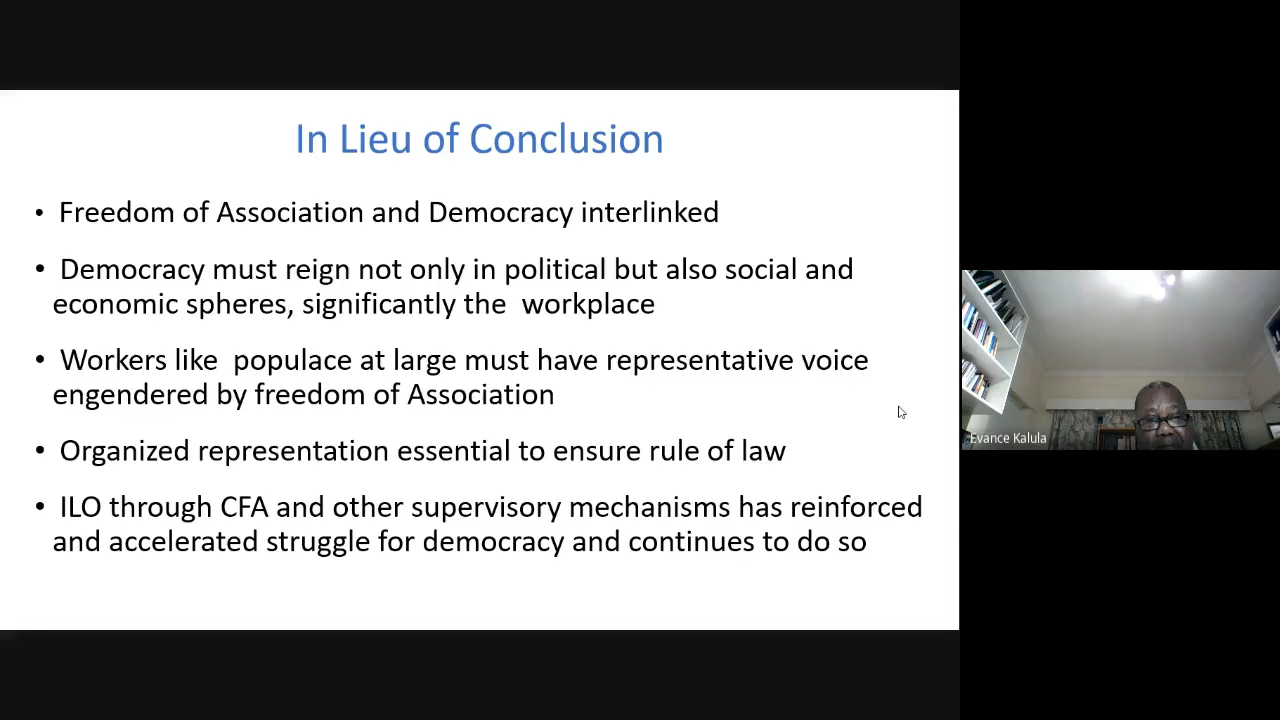 In Lieu of Conclusion
• Freedom of Association and Democracy interlinked
• Democracy must reign not only in political but also social and
economic spheres, significantly the  workplace
• Workers like  populace at large must have representative voice
engendered by freedom of Association
• Organized representation essential to ensure rule of law
• ILO through CFA and other supervisory mechanisms has reinforced
and accelerated struggle for democracy and continues to do so
Evance Kalula